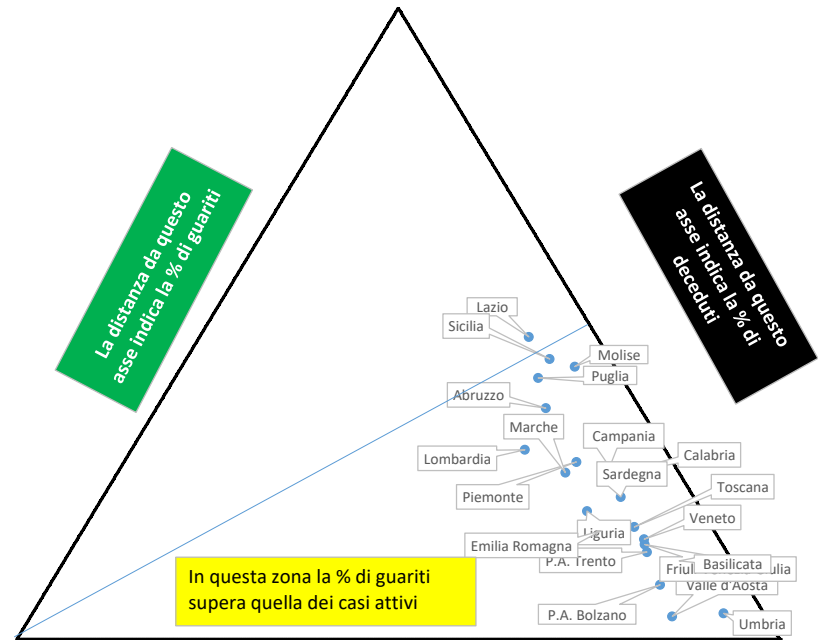 La distanza da questo
asse indica la % di guariti
La distanza da questo
asse indica la % di
deceduti
Lazio
Sicilia
Molise
Puglia
Abruzzo
Marche
Campania
Lombardia
Calabria
Sardegna
Piemonte
Toscana
Veneto
Liguria
Emilia Romagna
P.A. Trento
Basilicata
Valle d'Aosta
P.A. Bolzano
Umbria
In questa zona la % di guariti
supera quella dei casi attivi